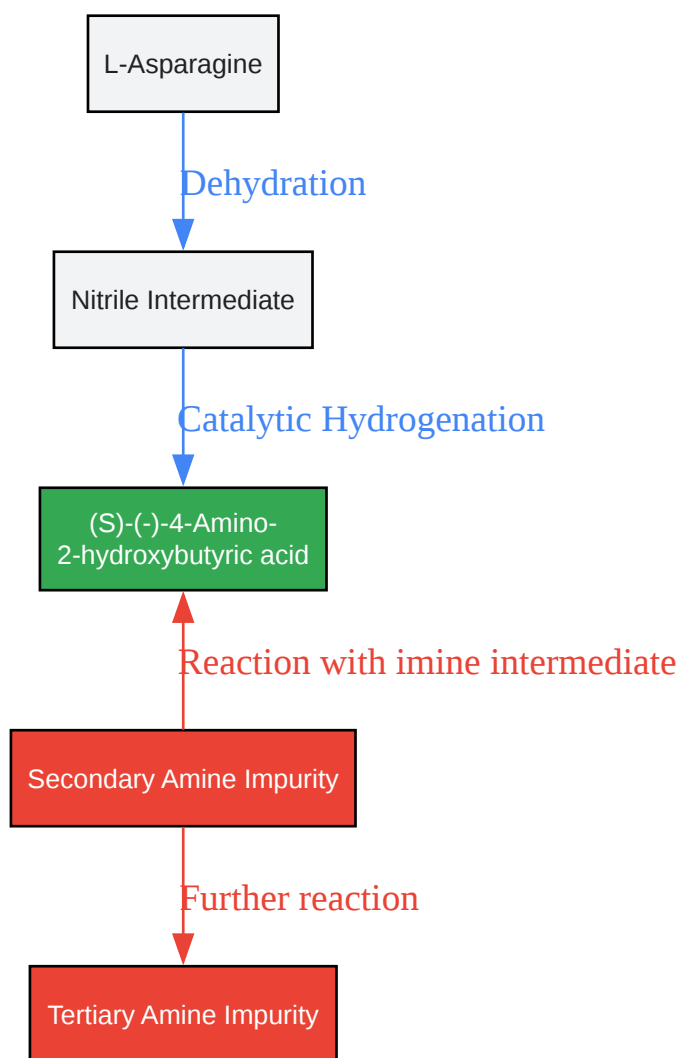 L-Asparagine
Dehydration
Nitrile Intermediate
Catalytic Hydrogenation
(S)-(-)-4-Amino-
2-hydroxybutyric acid
Reaction with imine intermediate
Secondary Amine Impurity
Further reaction
Tertiary Amine Impurity